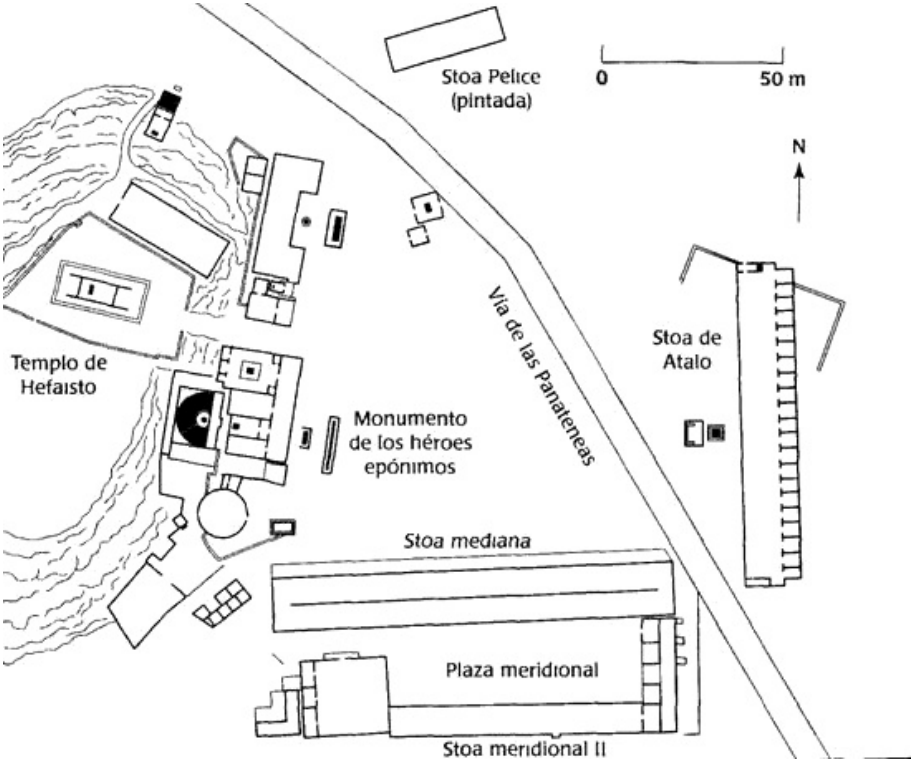 Stoa Pelice
(pintada)
0 50 m
N
Vía de las Panateneas
Stoa de
Atalo
Templo de
Hefaisto
Monumento
de los héroes
epónimos
Stoa mediana
Plaza meridional
Stoa meridional II